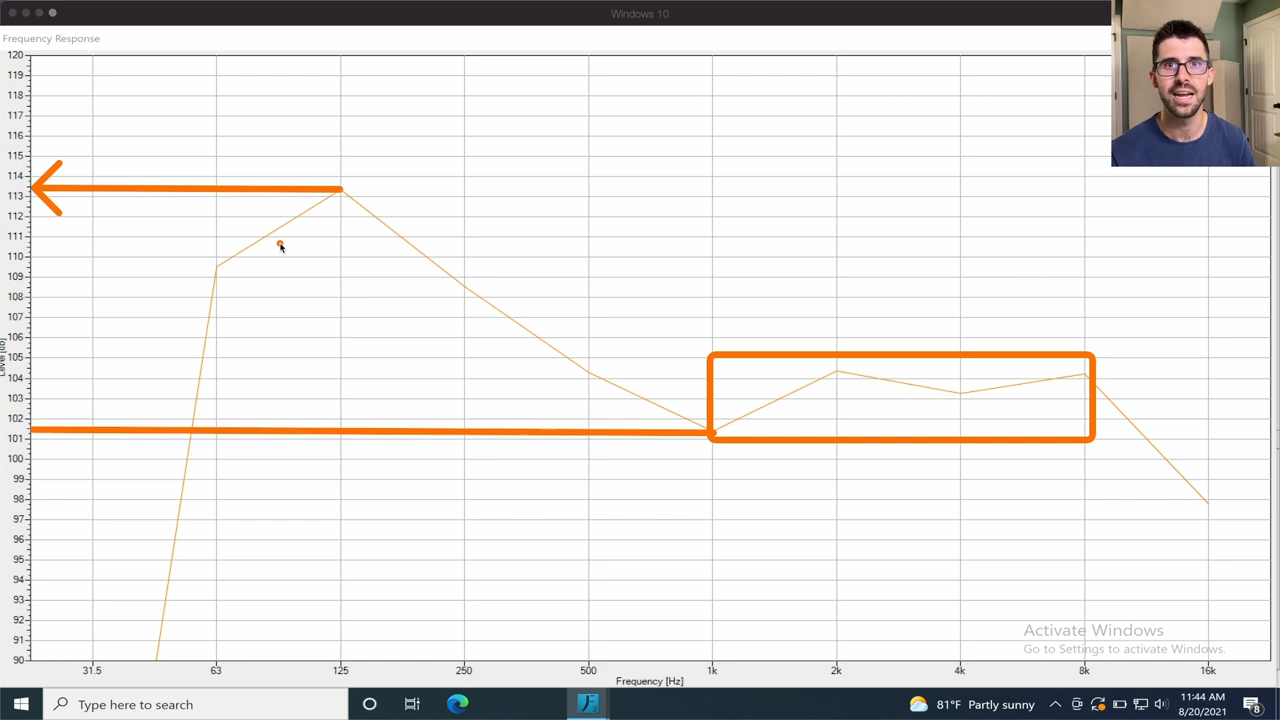 Windows 10
Frequency Response
120
119
118
117
116
115
114
113
112
111
110
109
108
107
106
105
104
103
102
101
100
99
98
97
96
95
94
93
92
91
90
Level [dB]
31.5
63
125
250
500
1k
2k
4k
8k
16k
Frequency [Hz]
Activate Windows
Go to Settings to activate Windows.
Type here to search
81°F Partly sunny
11:44 AM
8/20/2021
8